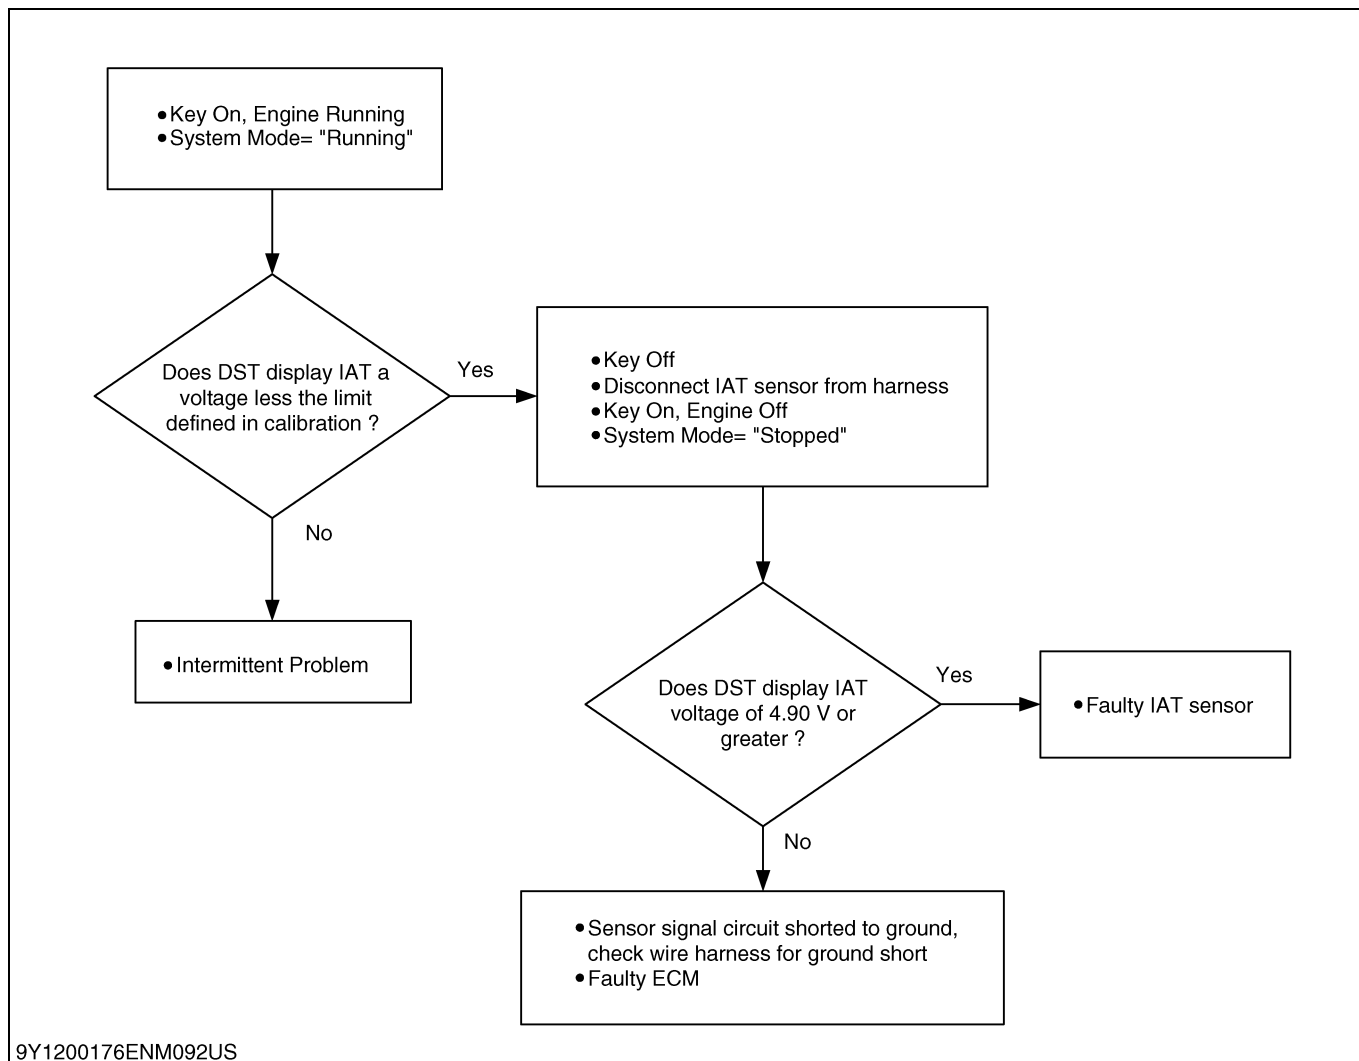 ●Key On, Engine Running
●System Mode= "Running"
Does DST display IAT a
voltage less the limit
defined in calibration ?
Yes
●Key Off
●Disconnect IAT sensor from harness
●Key On, Engine Off
●System Mode= "Stopped"
No
●Intermittent Problem
Does DST display IAT
voltage of 4.90 V or
greater ?
Yes
●Faulty IAT sensor
No
●Sensor signal circuit shorted to ground,
check wire harness for ground short
●Faulty ECM
9Y1200176ENM092US